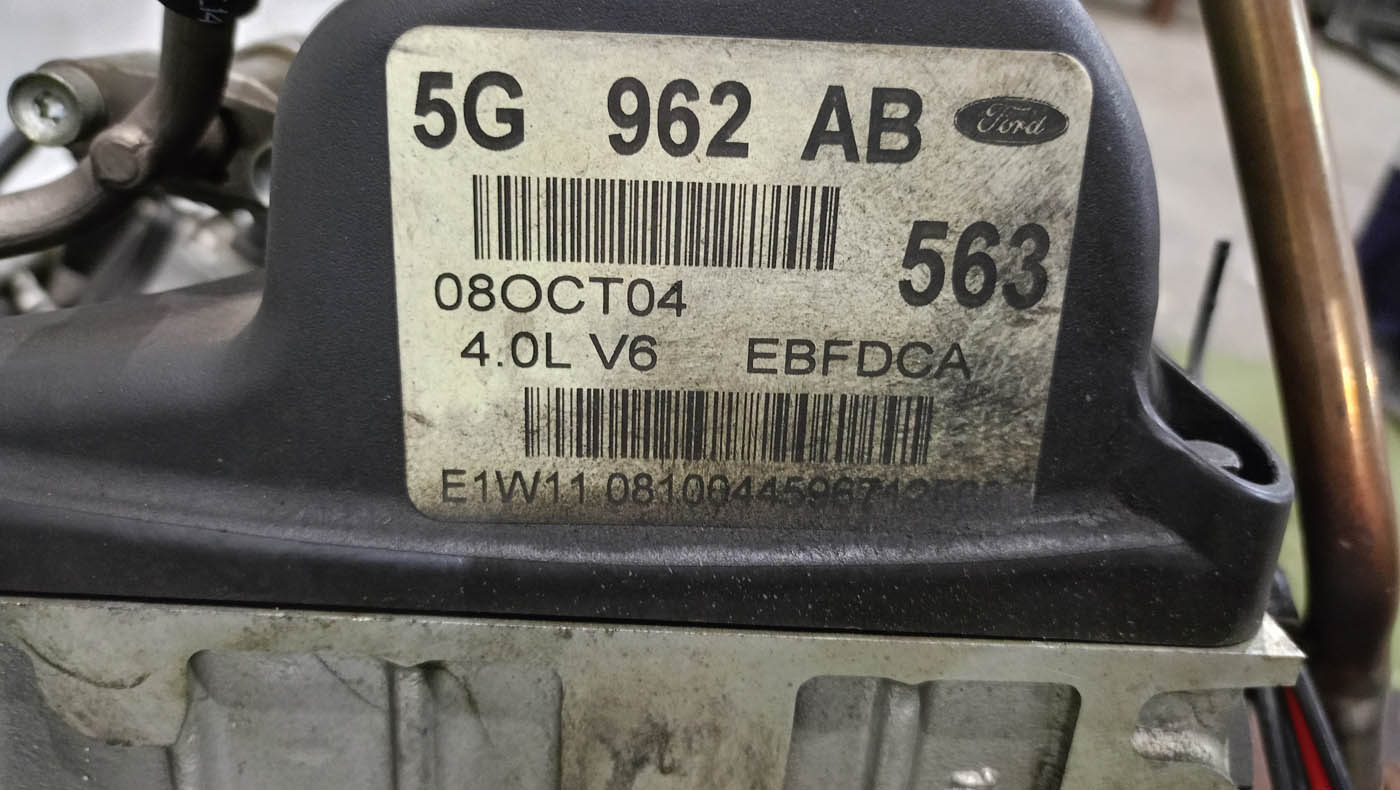 5G 962 AB Ford
563
08OCT04
4.0L V6 EBFDCA
E1W11